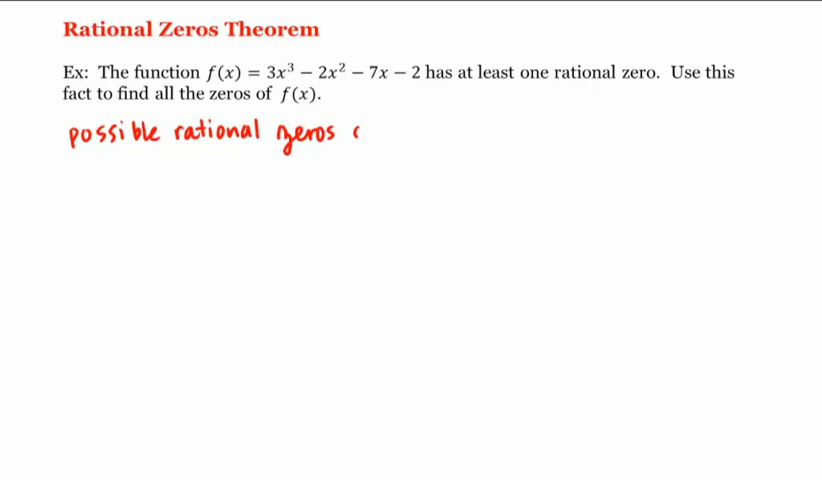 Rational Zeros Theorem
Ex: The function f(x) = 3x³ − 2x² − 7x − 2 has at least one rational zero. Use this
fact to find all the zeros of f(x).
possible rational zeros